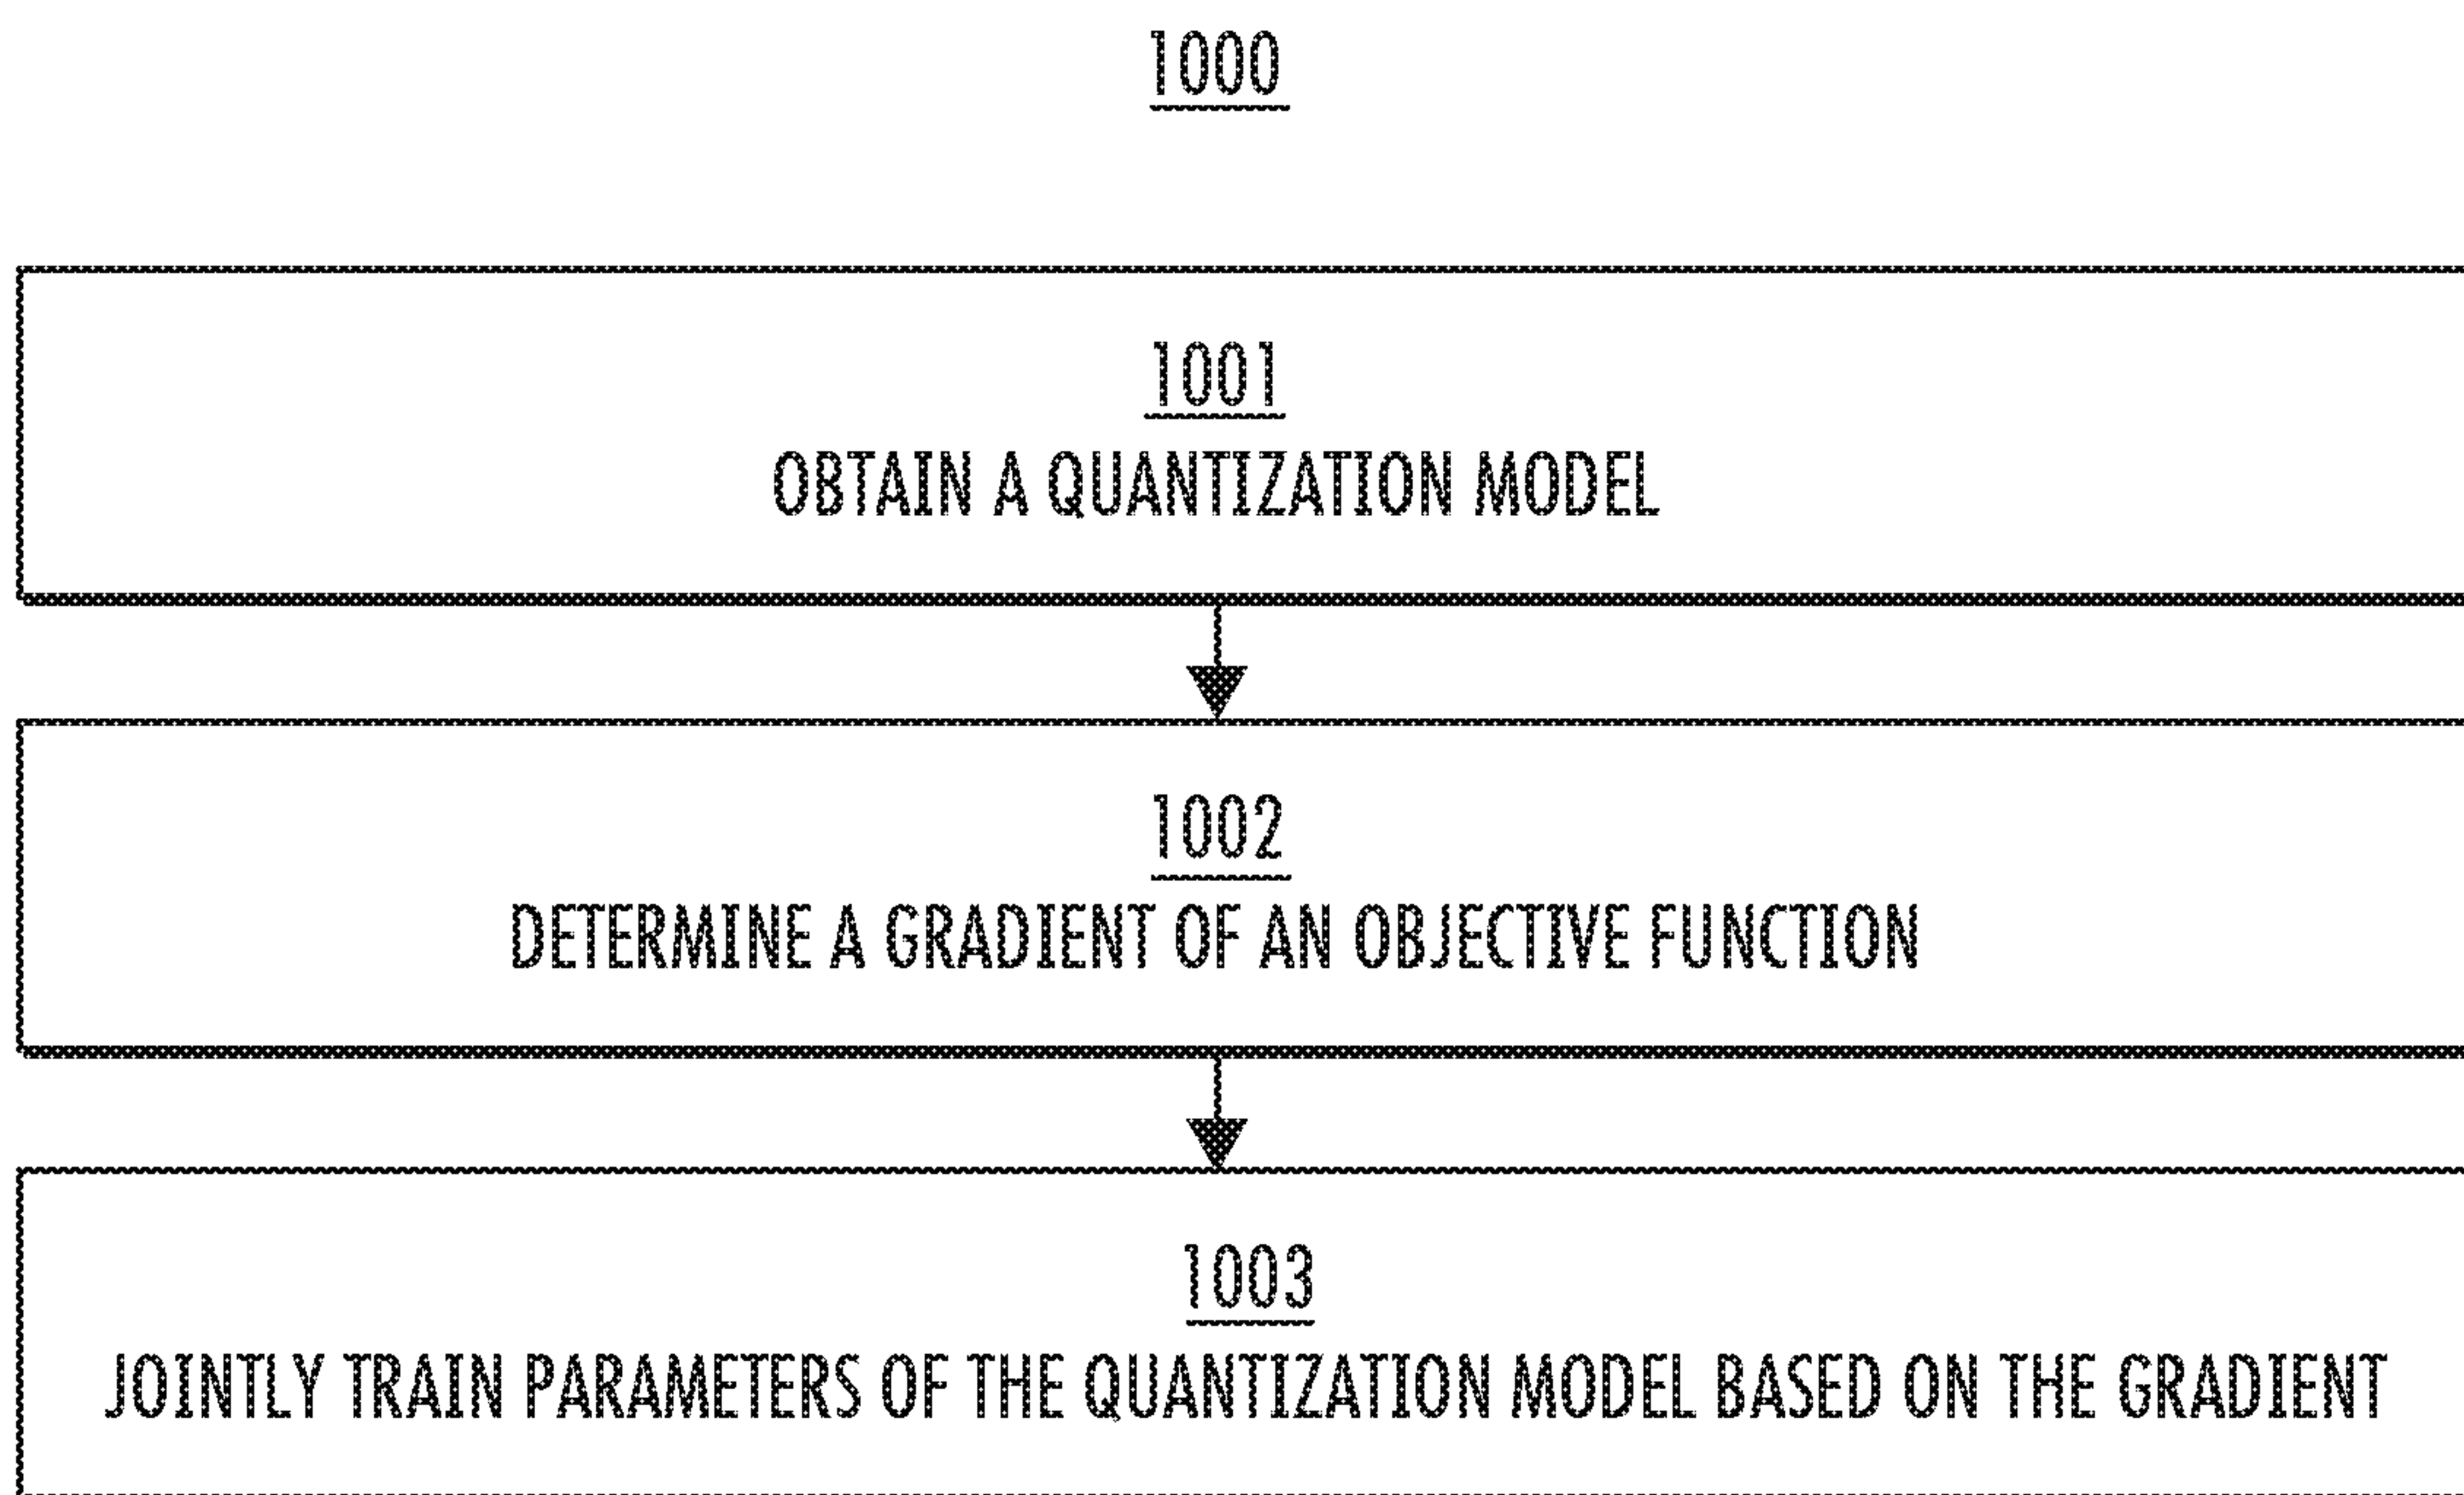 1000
1001
OBTAIN A QUANTIZATION MODEL
1002
DETERMINE A GRADIENT OF AN OBJECTIVE FUNCTION
1003
JOINTLY TRAIN PARAMETERS OF THE QUANTIZATION MODEL BASED ON THE GRADIENT